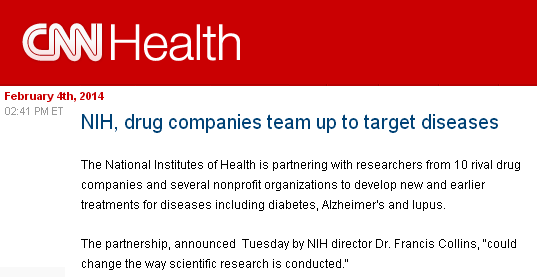 CNN Health
February 4th, 2014
02:41 PM ET
NIH, drug companies team up to target diseases
The National Institutes of Health is partnering with researchers from 10 rival drug
companies and several nonprofit organizations to develop new and earlier
treatments for diseases including diabetes, Alzheimer's and lupus.
The partnership, announced  Tuesday by NIH director Dr. Francis Collins, "could
change the way scientific research is conducted."